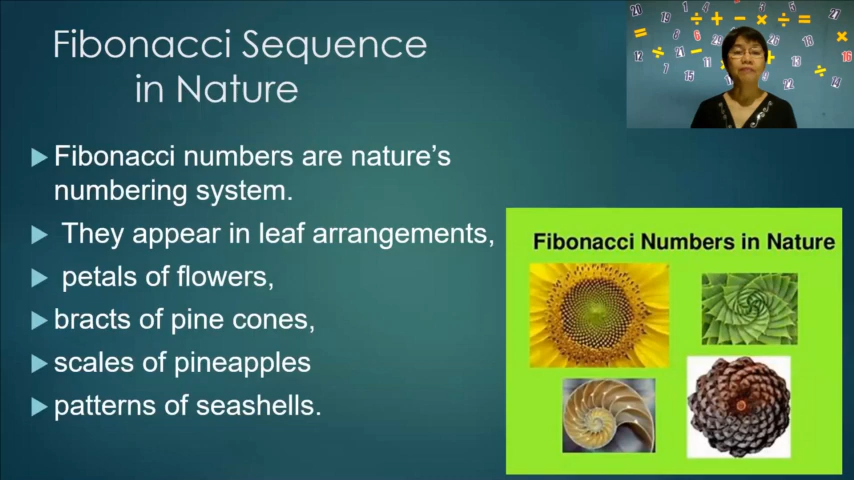 Fibonacci Sequence
in Nature
Fibonacci numbers are nature's
numbering system.
They appear in leaf arrangements,
petals of flowers,
bracts of pine cones,
scales of pineapples
patterns of seashells.
Fibonacci Numbers in Nature